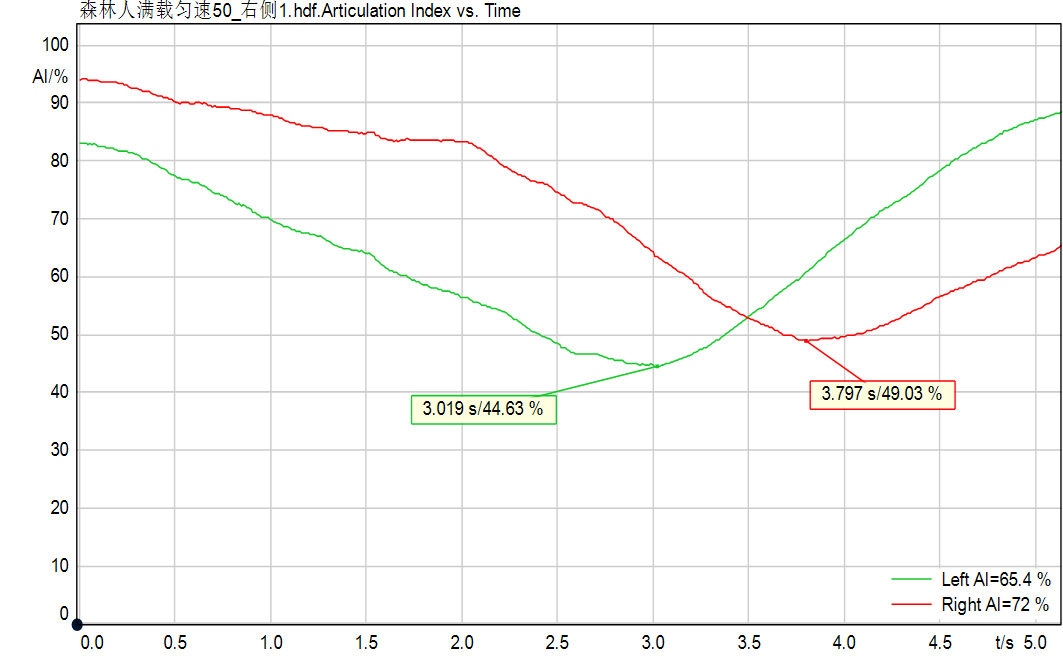 森林人满载匀速50_右侧1.hdf.Articulation Index vs. Time
100
AI/%
90
80
70
60
50
40
30
20
10
0
3.019 s/44.63 %
3.797 s/49.03 %
Left AI=65.4 %
Right AI=72 %
0.0 0.5 1.0 1.5 2.0 2.5 3.0 3.5 4.0 4.5 t/s 5.0